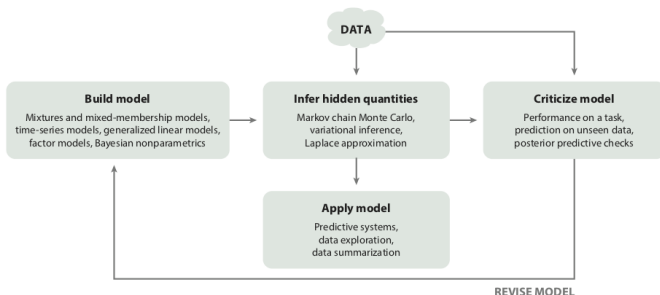 DATA
Build model
Mixtures and mixed-membership models,
time-series models, generalized linear models,
factor models, Bayesian nonparametrics
Infer hidden quantities
Markov chain Monte Carlo,
variational inference,
Laplace approximation
Criticize model
Performance on a task,
prediction on unseen data,
posterior predictive checks
Apply model
Predictive systems,
data exploration,
data summarization
REVISE MODEL